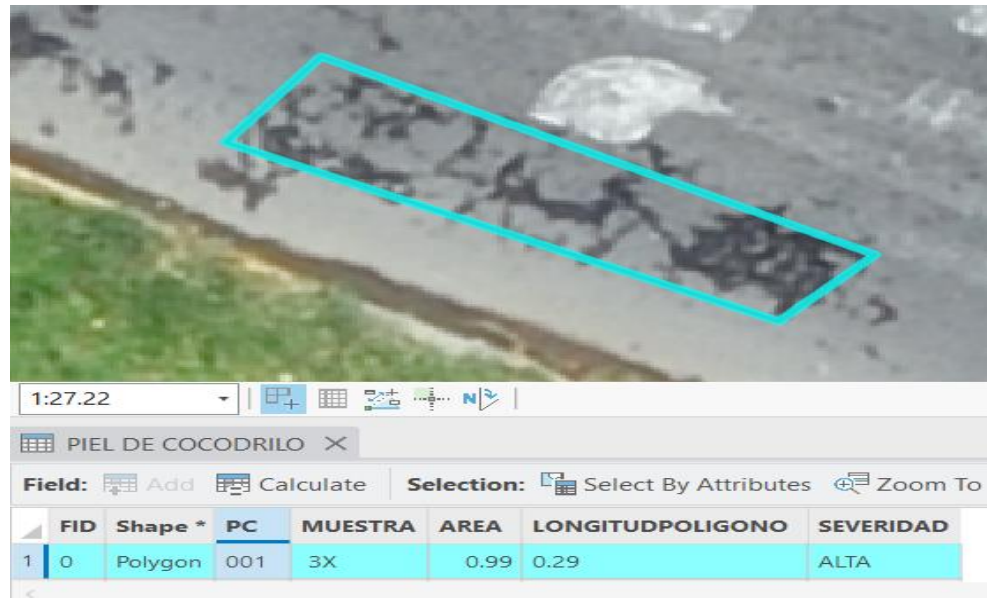 1:27.22
PIEL DE COCODRILO
Field: Add Calculate Selection: Select By Attributes Zoom To
FID Shape * PC MUESTRA AREA LONGITUDPOLIGONO SEVERIDAD
1 0 Polygon 001 3X 0.99 0.29 ALTA